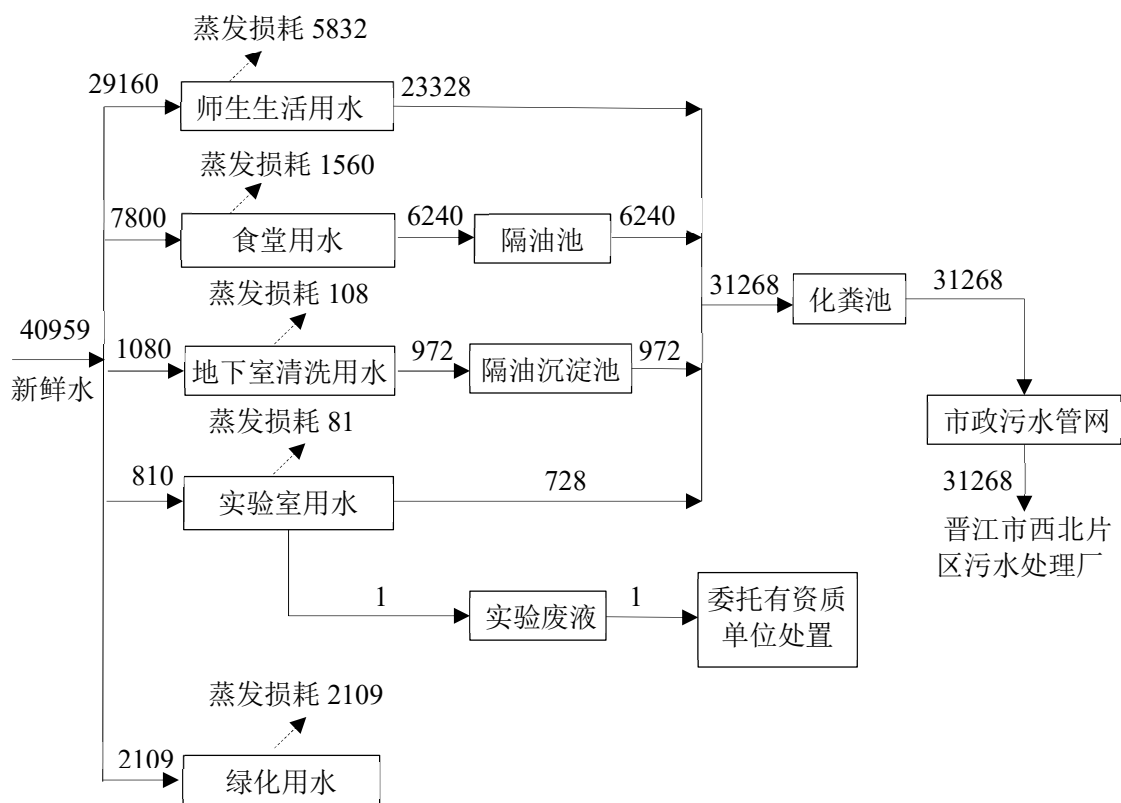 蒸发损耗 5832
29160
师生生活用水
23328
蒸发损耗 1560
7800
食堂用水
6240
隔油池
6240
蒸发损耗 108
31268
化粪池
31268
40959
新鲜水
1080
地下室清洗用水
972
隔油沉淀池
972
蒸发损耗 81
市政污水管网
810
实验室用水
728
31268
晋江市西北片
区污水处理厂
1
实验废液
1
委托有资质
单位处置
蒸发损耗 2109
2109
绿化用水